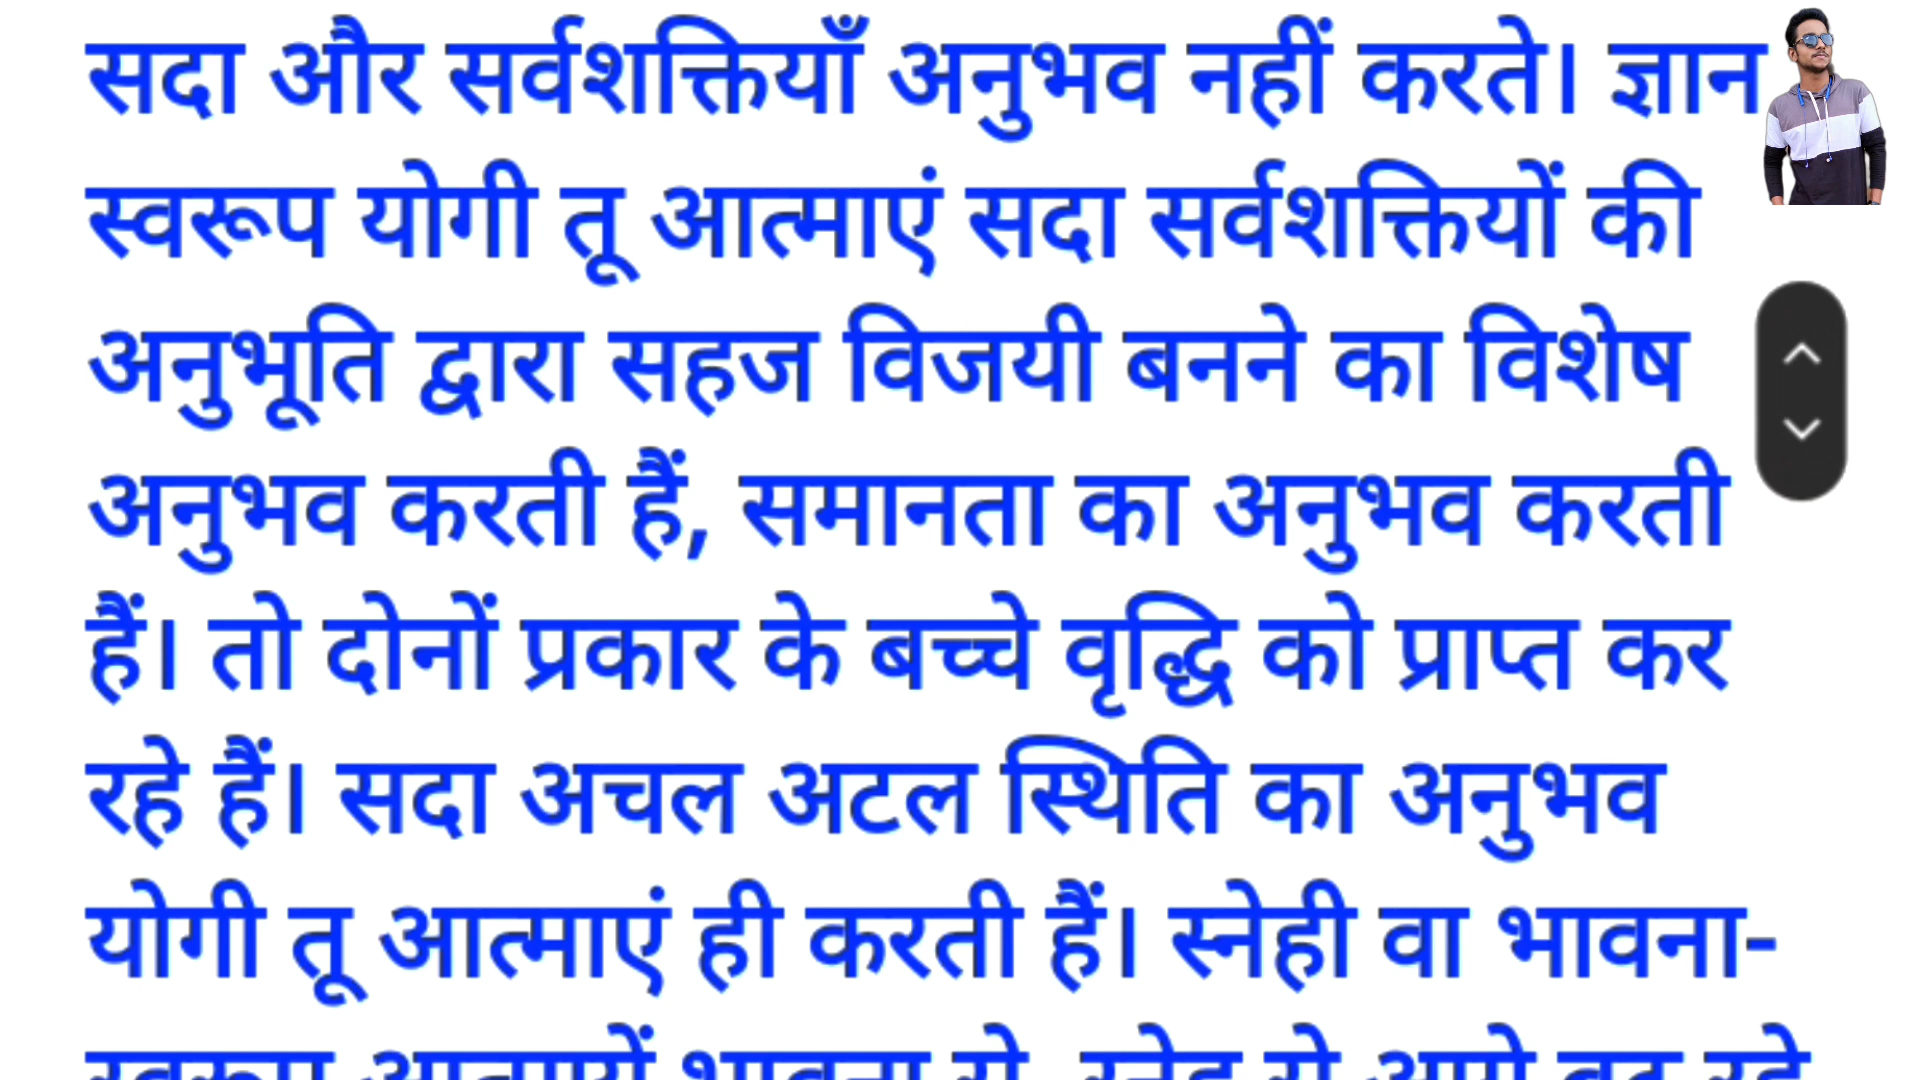 सदा और सर्वशक्तियाँ अनुभव नहीं करते। ज्ञान
स्वरूप योगी तू आत्माएं सदा सर्वशक्तियों की
अनुभूति द्वारा सहज विजयी बनने का विशेष
अनुभव करती हैं, समानता का अनुभव करती
हैं। तो दोनों प्रकार के बच्चे वृद्धि को प्राप्त कर
रहे हैं। सदा अचल अटल स्थिति का अनुभव
योगी तू आत्माएं ही करती हैं। स्नेही वा भावना-